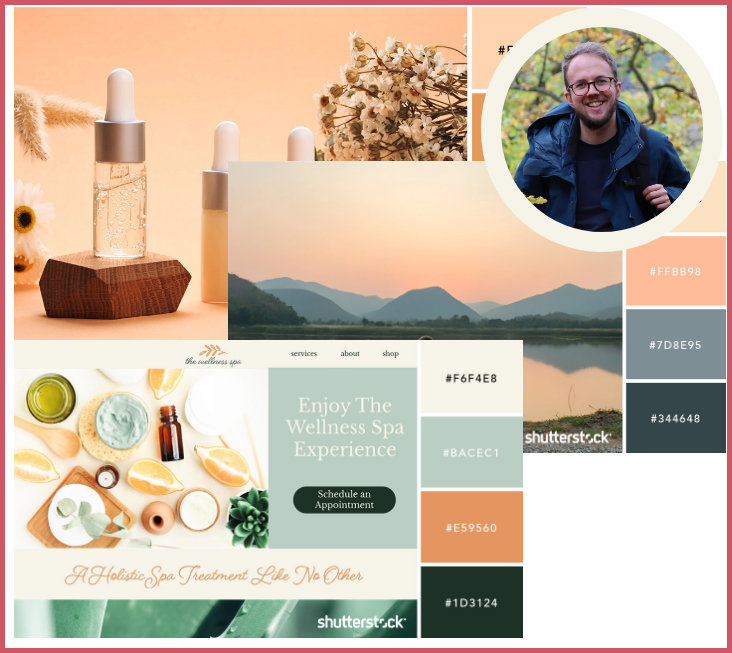 #FFBB98
#7D8E95
#344648
shutterstock
the wellness spa
services about shop
Enjoy The
Wellness Spa
Experience
Schedule an
Appointment
A Holistic Spa Treatment Like No Other
shutterstock
#F6F4E8
#BACEC1
#E59560
#1D3124